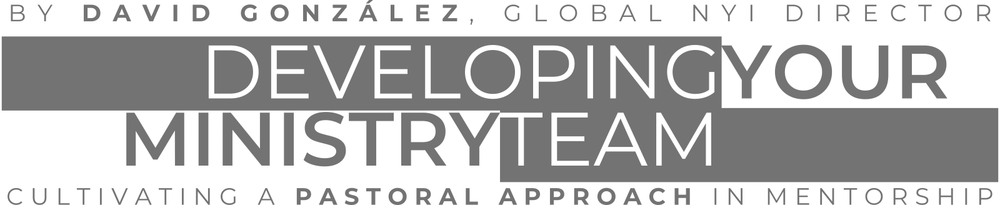 BY DAVID GONZÁLEZ, GLOBAL NYI DIRECTOR
DEVELOPING YOUR
MINISTRY TEAM
CULTIVATING A PASTORAL APPROACH IN MENTORSHIP